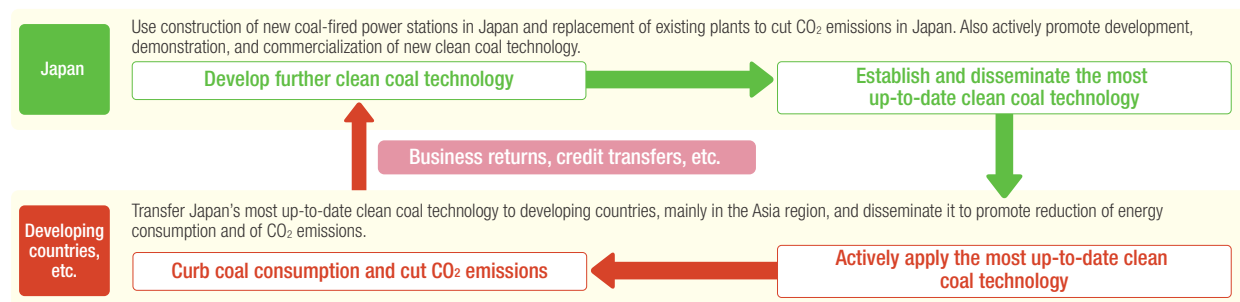 Use construction of new coal-fired power stations in Japan and replacement of existing plants to cut CO₂ emissions in Japan. Also actively promote development,
demonstration, and commercialization of new clean coal technology.
Japan
Develop further clean coal technology
Establish and disseminate the most
up-to-date clean coal technology
Business returns, credit transfers, etc.
Developing
countries,
etc.
Transfer Japan's most up-to-date clean coal technology to developing countries, mainly in the Asia region, and disseminate it to promote reduction of energy
consumption and of CO₂ emissions.
Curb coal consumption and cut CO₂ emissions
Actively apply the most up-to-date clean
coal technology